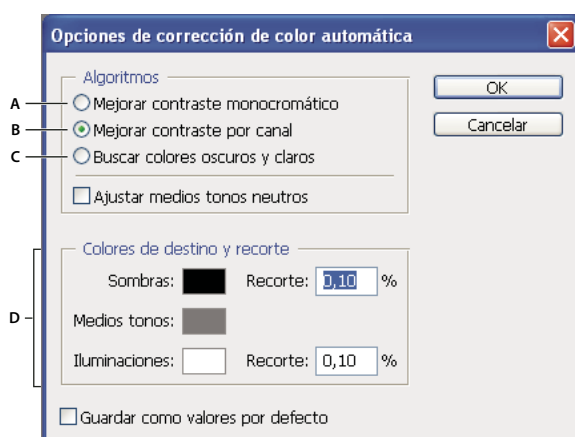 Opciones de corrección de color automática
Algoritmos
OK
A
Mejorar contraste monocromático
B
Mejorar contraste por canal
Cancelar
C
Buscar colores oscuros y claros
Ajustar medios tonos neutros
Colores de destino y recorte
Sombras: Recorte: 0,10 %
D
Medios tonos:
Iluminaciones: Recorte: 0,10 %
Guardar como valores por defecto